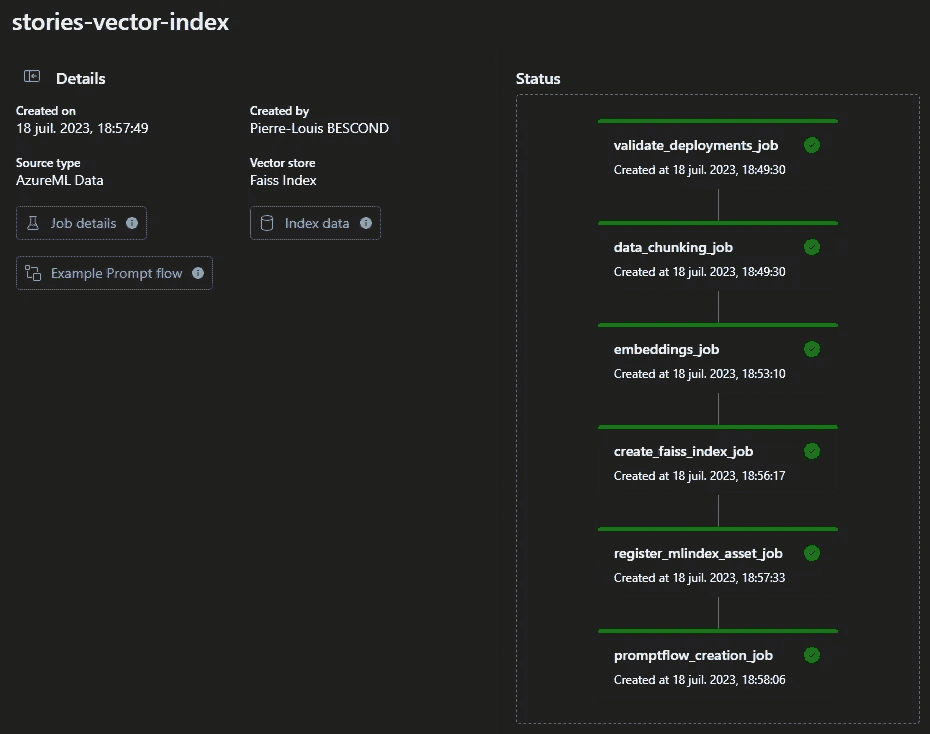 stories-vector-index
Details
Created on
18 juil. 2023, 18:57:49
Created by
Pierre-Louis BESCOND
Source type
AzureML Data
Vector store
Faiss Index
Job details
Index data
Example Prompt flow
Status
validate_deployments_job
Created at 18 juil. 2023, 18:49:30
data_chunking_job
Created at 18 juil. 2023, 18:49:30
embeddings_job
Created at 18 juil. 2023, 18:53:10
create_faiss_index_job
Created at 18 juil. 2023, 18:56:17
register_mlindex_asset_job
Created at 18 juil. 2023, 18:57:33
promptflow_creation_job
Created at 18 juil. 2023, 18:58:06